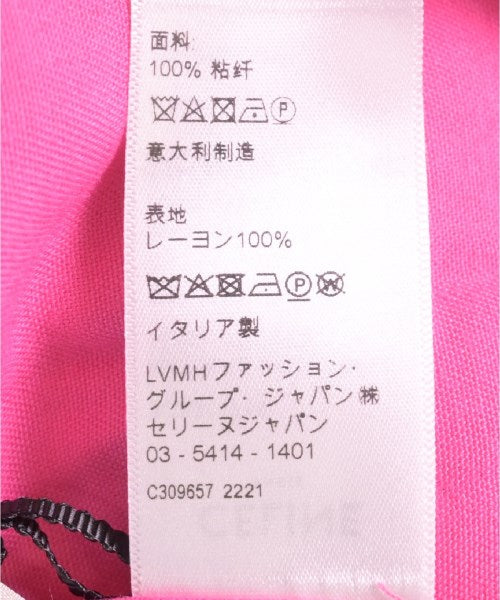 面料
100% 粘纤
意大利制造
表地
レーヨン100%
イタリア製
LVMHファッション・
グループ・ジャパン㈱
セリーヌジャパン
03 - 5414 - 1401
C309657 2221
CELINE